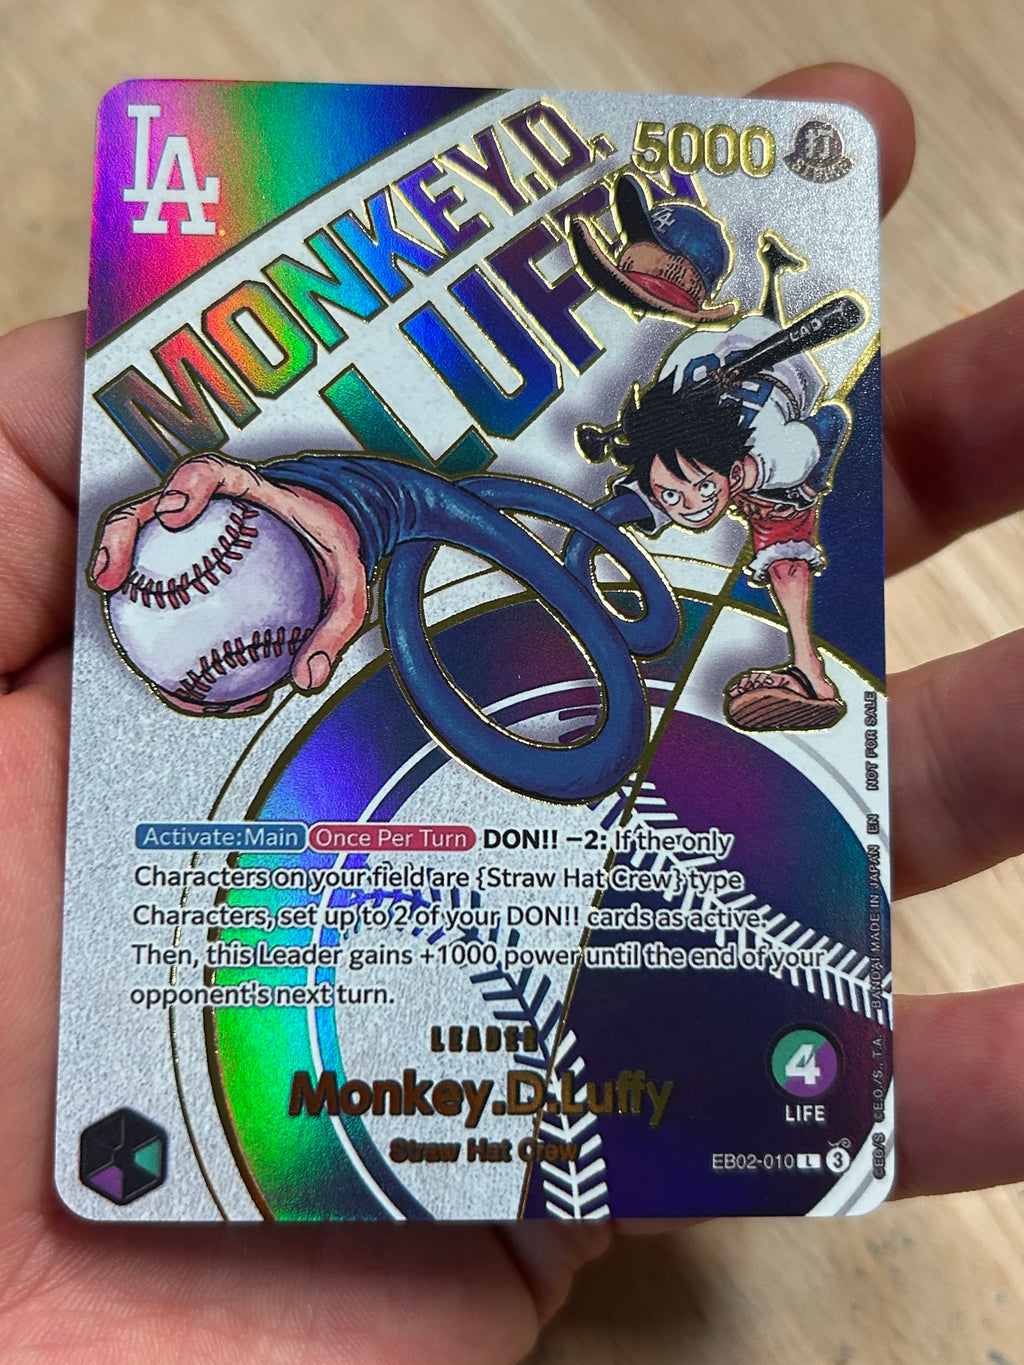 LA
MONKEY.D.
LUFFY
5000
打
LA
Activate:Main Once Per Turn DON!! −2: If the only
Characters on your field are {Straw Hat Crew} type
Characters, set up to 2 of your DON!! cards as active.
Then, this Leader gains +1000 power until the end of your
opponent's next turn.
LEADER
Monkey.D.Luffy
Straw Hat Crew
4
LIFE
EB02-010 L 3
©E.O./S., T.A. BANDAI MADE IN JAPAN EN NOT FOR SALE